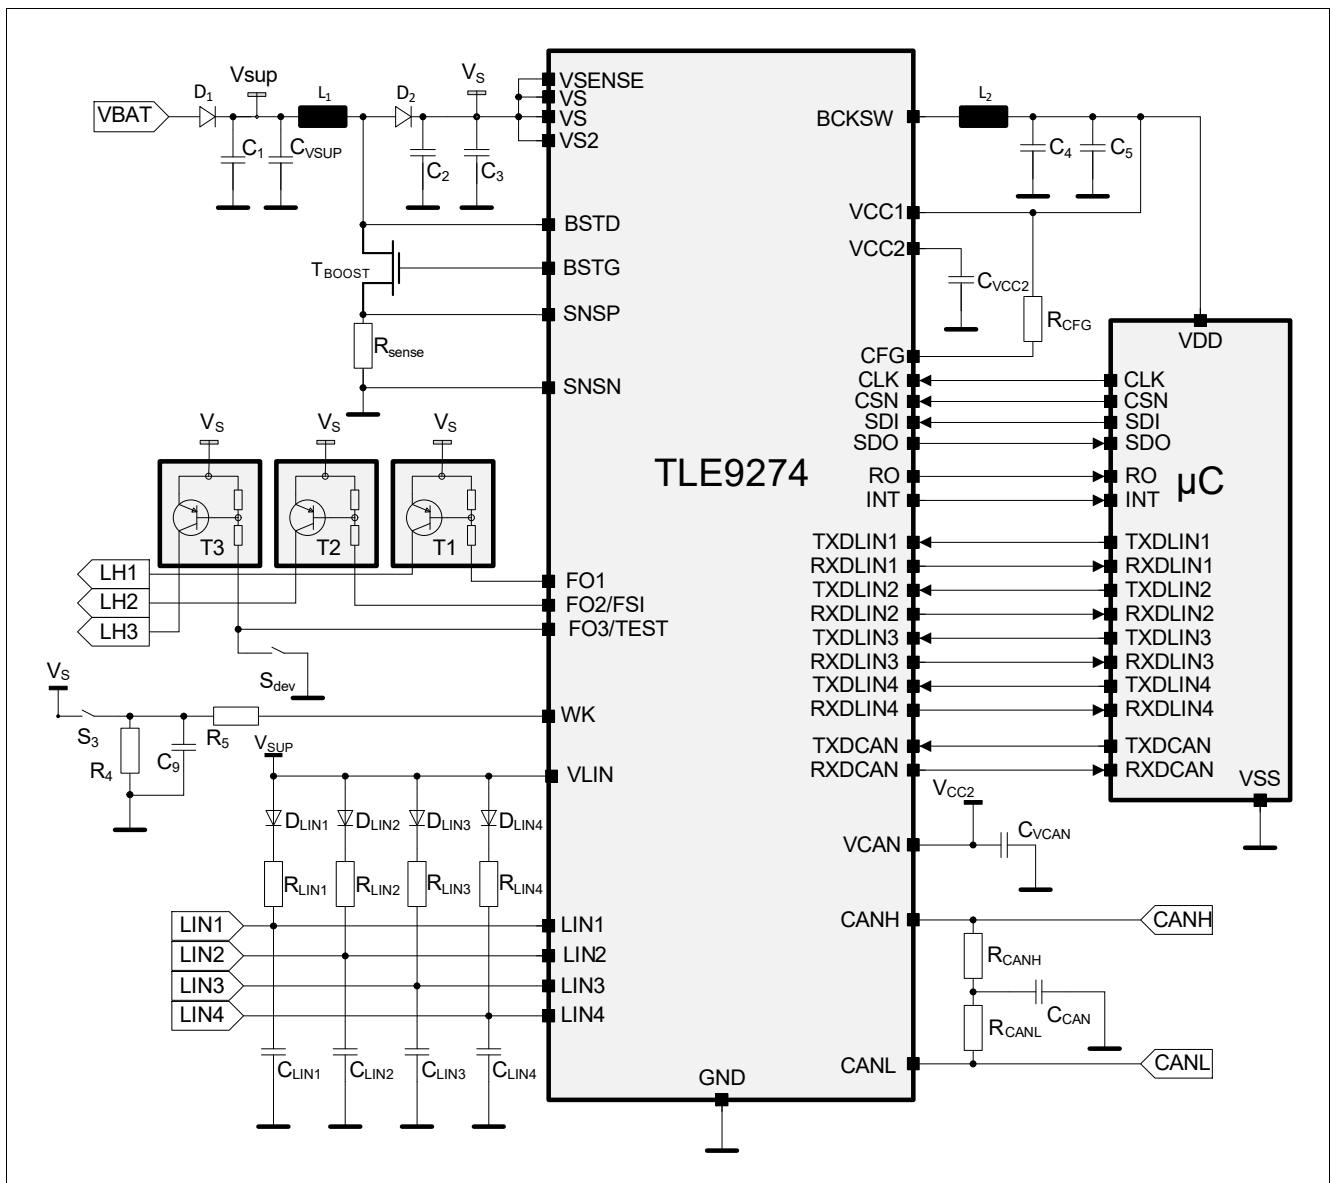 Vsup
VBAT
D1
L1
D2
VS
C1
CVSUP
C2
C3
VSENSE
VS
VS
VS2
BSTD
BSTG
SNSP
SNSN
TBOOST
Rsense
VS
VS
VS
T3
T2
T1
LH1
LH2
LH3
FO1
FO2/FSI
FO3/TEST
Sdev
VS
S3
R4
C9
R5
WK
VSUP
VLIN
DLIN1
DLIN2
DLIN3
DLIN4
RLIN1
RLIN2
RLIN3
RLIN4
LIN1
LIN2
LIN3
LIN4
LIN1
LIN2
LIN3
LIN4
CLIN1
CLIN2
CLIN3
CLIN4
TLE9274
GND
BCKSW
L2
C4
C5
VCC1
VCC2
CVCC2
RCFG
CFG
CLK
CSN
SDI
SDO
RO
INT
TXDLIN1
RXDLIN1
TXDLIN2
RXDLIN2
TXDLIN3
RXDLIN3
TXDLIN4
RXDLIN4
TXDCAN
RXDCAN
VDD
CLK
CSN
SDI
SDO
RO
INT
µC
TXDLIN1
RXDLIN1
TXDLIN2
RXDLIN2
TXDLIN3
RXDLIN3
TXDLIN4
RXDLIN4
TXDCAN
RXDCAN
VSS
VCC2
CVCAN
VCAN
CANH
CANH
RCANH
CCAN
RCANL
CANL
CANL